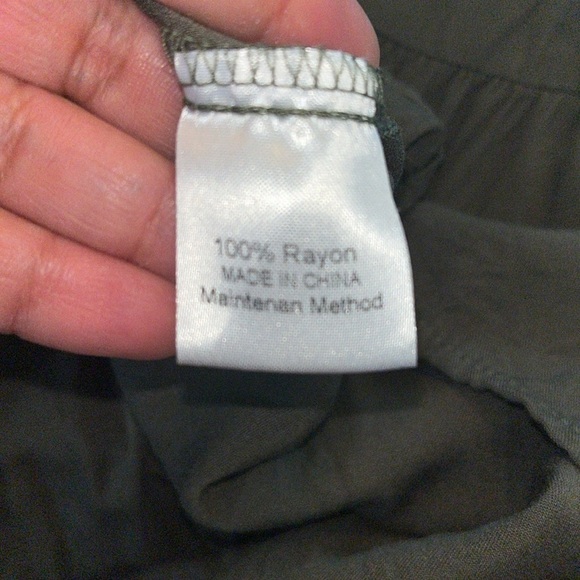 100% Rayon
MADE IN CHINA
Maintenan Method